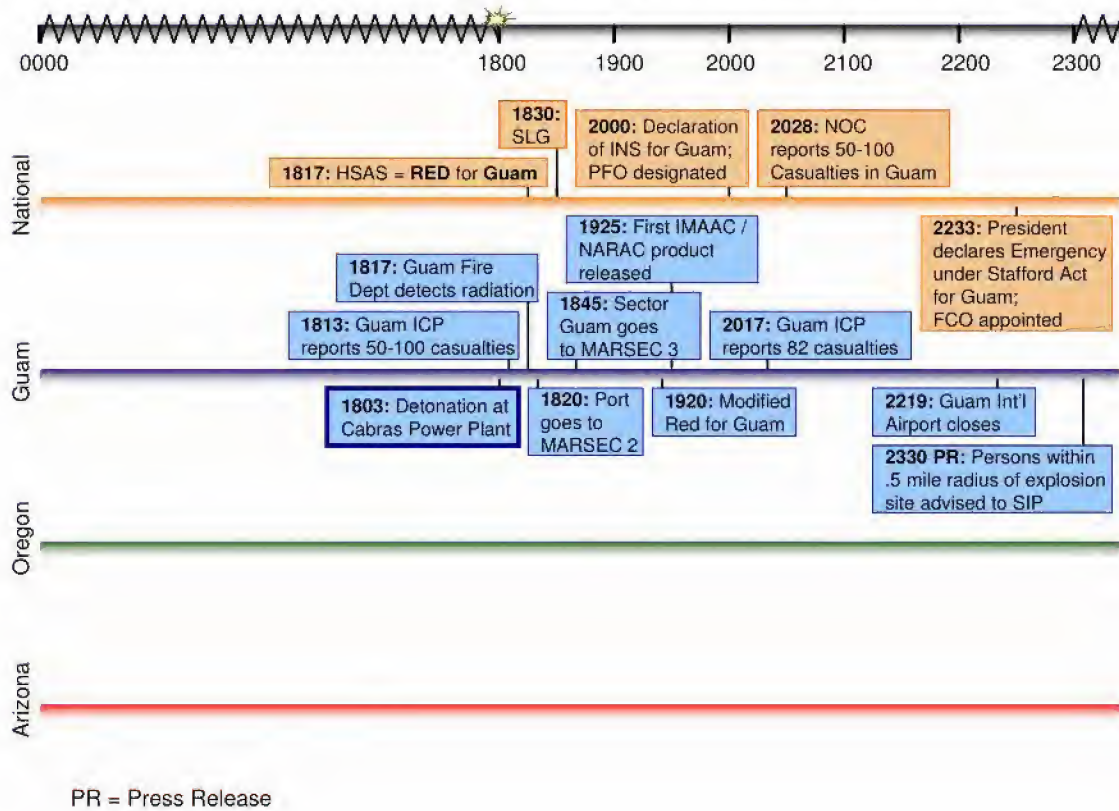 0000 1800 1900 2000 2100 2200 2300
National
1830:
SLG
2000: Declaration
of INS for Guam;
PFO designated
2028: NOC
reports 50-100
Casualties in Guam
1817: HSAS = RED for Guam
2233: President
declares Emergency
under Stafford Act
for Guam;
FCO appointed
Guam
1925: First IMAAC /
NARAC product
released
1817: Guam Fire
Dept detects radiation
1845: Sector
Guam goes
to MARSEC 3
1813: Guam ICP
reports 50-100 casualties
2017: Guam ICP
reports 82 casualties
1803: Detonation at
Cabras Power Plant
1820: Port
goes to
MARSEC 2
1920: Modified
Red for Guam
2219: Guam Int'l
Airport closes
2330 PR: Persons within
.5 mile radius of explosion
site advised to SIP
Oregon
Arizona
PR = Press Release